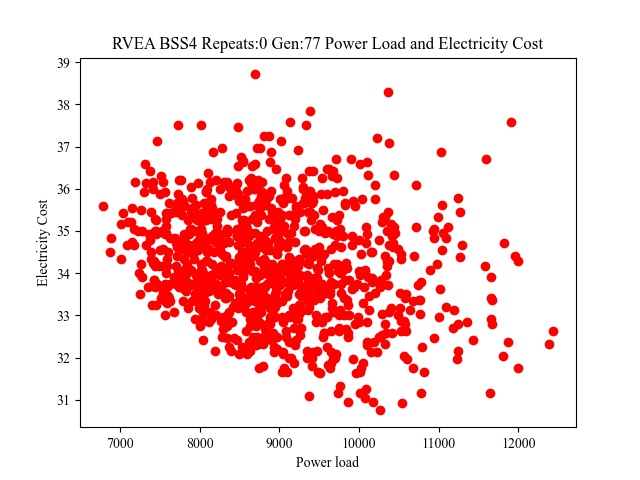 RVEA BSS4 Repeats:0 Gen:77 Power Load and Electricity Cost
39
38
37
36
35
34
33
32
31
Electricity Cost
7000 8000 9000 10000 11000 12000
Power load